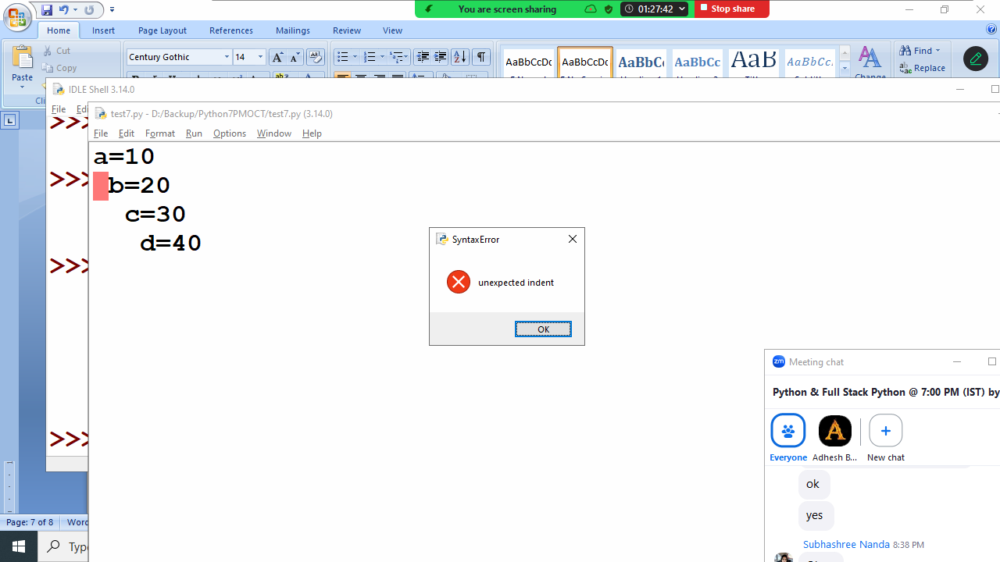 You are screen sharing
01:27:42
Stop share
Home Insert Page Layout References Mailings Review View
Paste
Cut
Copy
Century Gothic 14
AaBbCcDc AaBbCcDc AaBbC AaBbCc AaB AaBbCc
Change
Find
Replace
IDLE Shell 3.14.0
File
test7.py - D:/Backup/Python7PMOCT/test7.py (3.14.0)
File Edit Format Run Options Window Help
>>>
>>>
>>>
>>>
a=10
b=20
c=30
d=40
SyntaxError
unexpected indent
OK
zm Meeting chat
Python & Full Stack Python @ 7:00 PM (IST) by
Everyone Adhesh B... New chat
ok
yes
Subhashree Nanda 8:38 PM
Page: 7 of 8